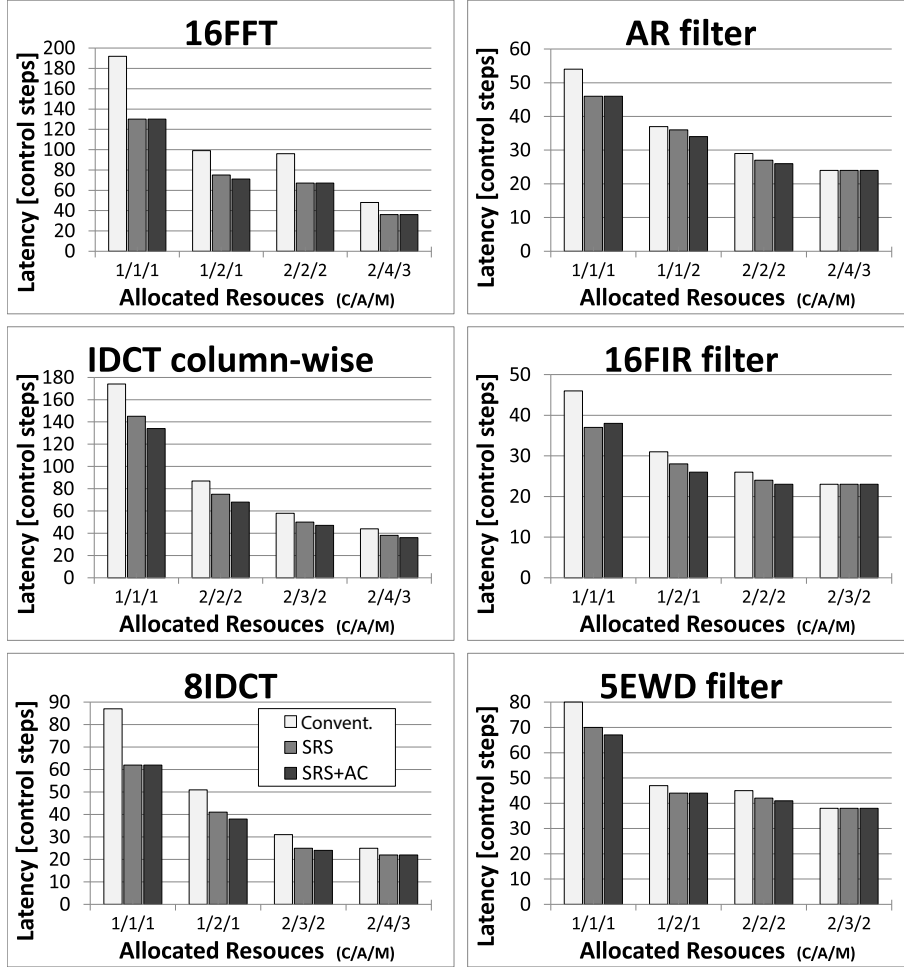 16FFT
Latency [control steps]
200
180
160
140
120
100
80
60
40
20
0
1/1/1 1/2/1 2/2/2 2/4/3
Allocated Resouces (C/A/M)
AR filter
Latency [control steps]
60
50
40
30
20
10
0
1/1/1 1/1/2 2/2/2 2/4/3
Allocated Resouces (C/A/M)
IDCT column-wise
Latency [control steps]
180
160
140
120
100
80
60
40
20
0
1/1/1 2/2/2 2/3/2 2/4/3
Allocated Resouces (C/A/M)
16FIR filter
Latency [control steps]
50
40
30
20
10
0
1/1/1 1/2/1 2/2/2 2/3/2
Allocated Resouces (C/A/M)
8IDCT
Latency [control steps]
90
80
70
60
50
40
30
20
10
0
Convent.
SRS
SRS+AC
1/1/1 1/2/1 2/3/2 2/4/3
Allocated Resouces (C/A/M)
5EWD filter
Latency [control steps]
80
70
60
50
40
30
20
10
0
1/1/1 1/2/1 2/2/2 2/3/2
Allocated Resouces (C/A/M)